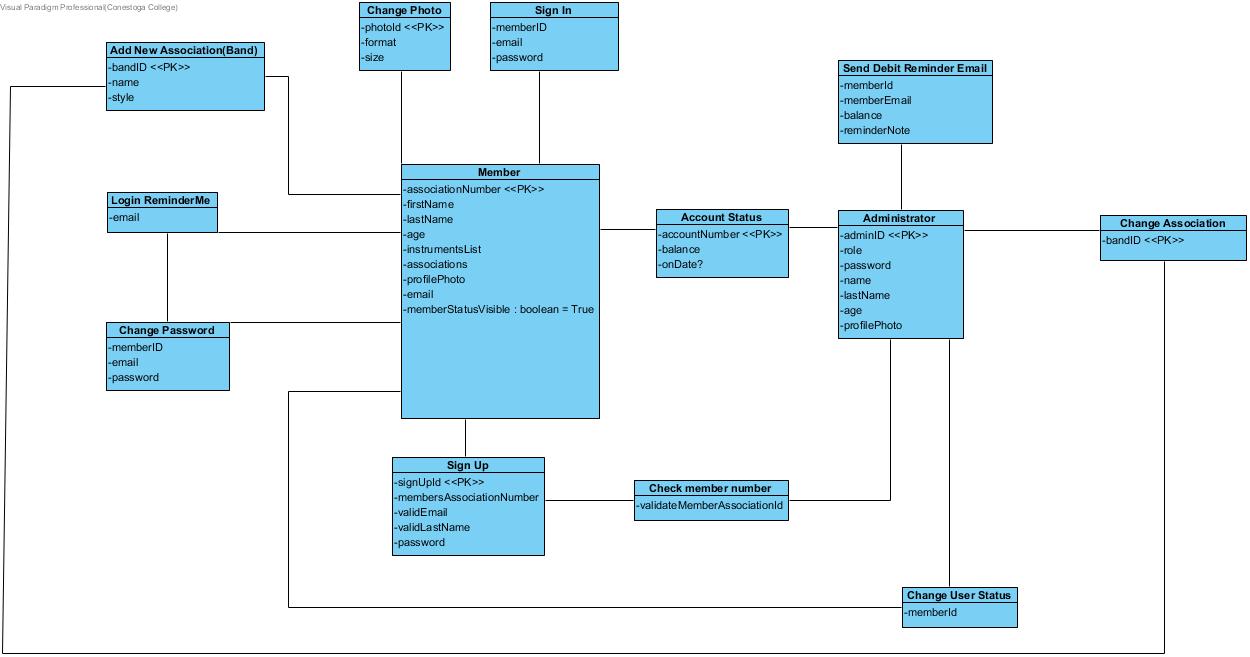 Visual Paradigm Professional(Conestoga College)
Change Photo
-photoId <<PK>>
-format
-size
Sign In
-memberID
-email
-password
Add New Association(Band)
-bandID <<PK>>
-name
-style
Send Debit Reminder Email
-memberId
-memberEmail
-balance
-reminderNote
Member
-associationNumber <<PK>>
-firstName
-lastName
-age
-instrumentsList
-associations
-profilePhoto
-email
-memberStatusVisible : boolean = True
Login ReminderMe
-email
Account Status
-accountNumber <<PK>>
-balance
-onDate?
Administrator
-adminID <<PK>>
-role
-password
-name
-lastName
-age
-profilePhoto
Change Association
-bandID <<PK>>
Change Password
-memberID
-email
-password
Sign Up
-signUpId <<PK>>
-membersAssociationNumber
-validEmail
-validLastName
-password
Check member number
-validateMemberAssociationId
Change User Status
-memberId